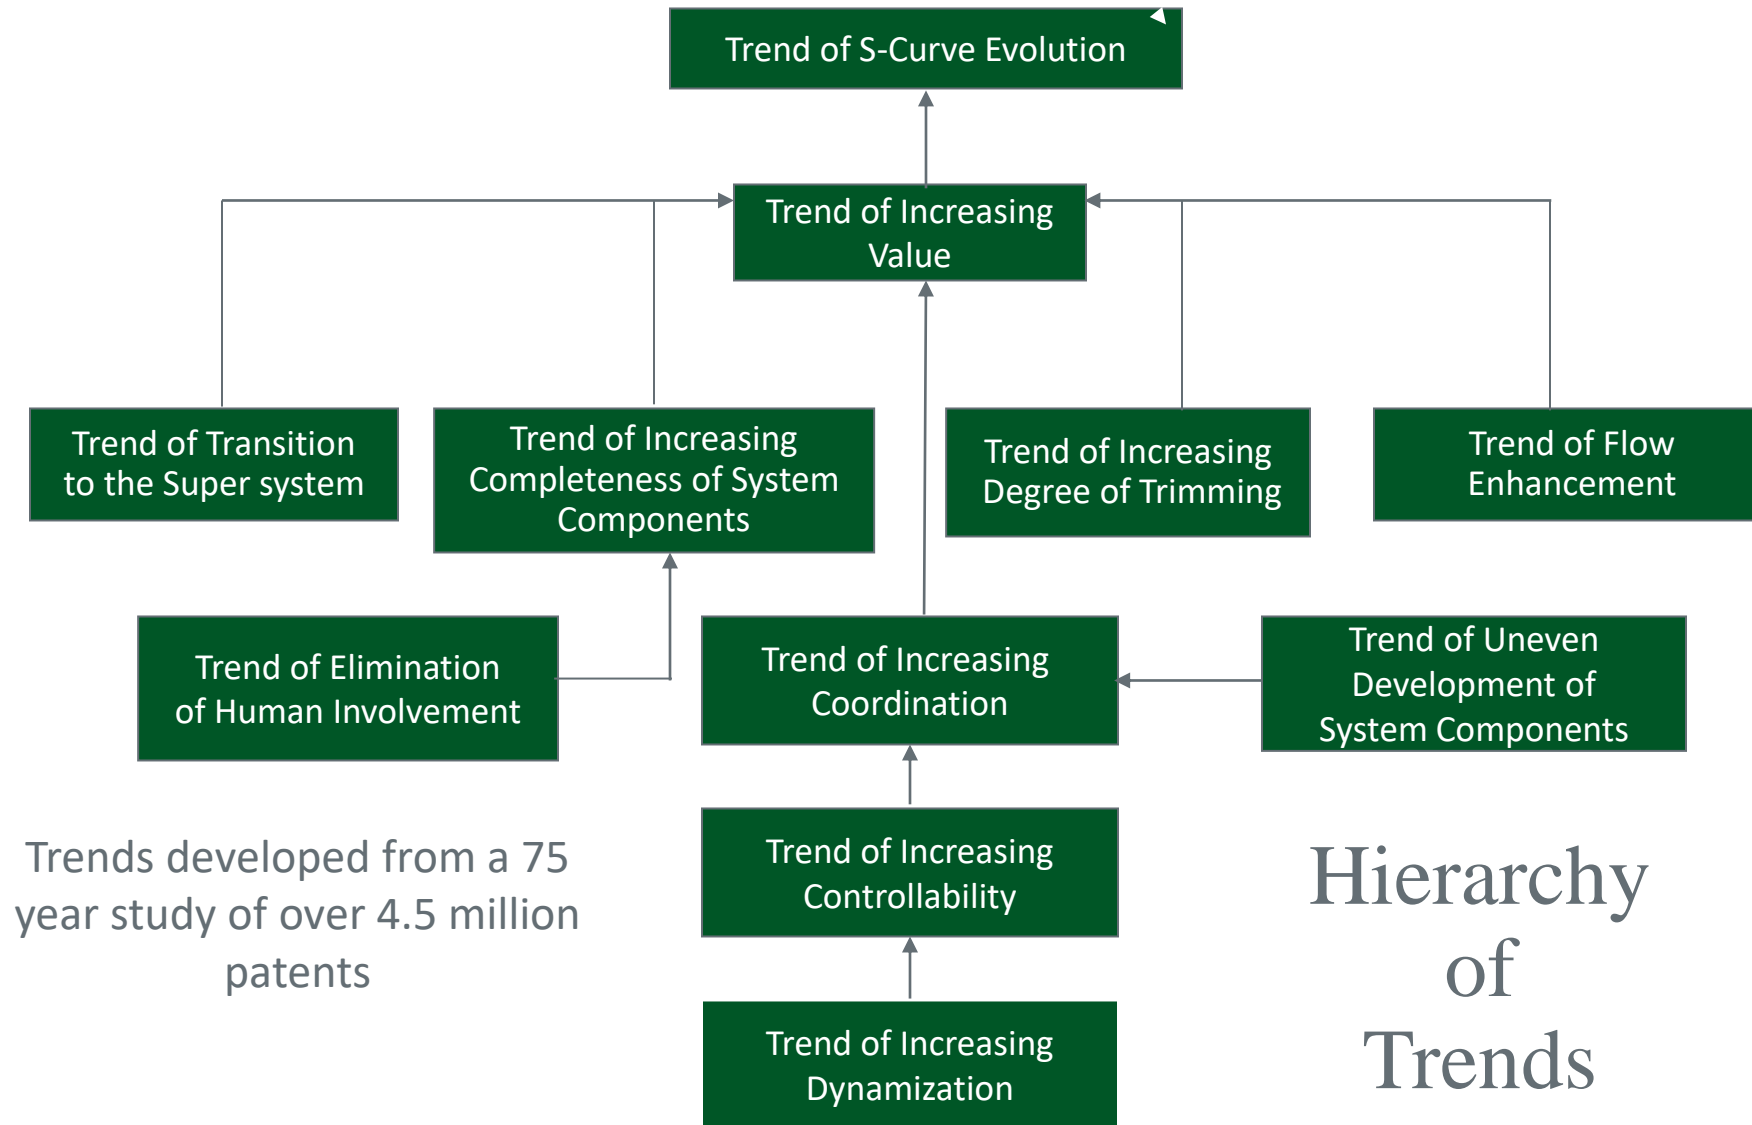 Trend of S-Curve Evolution
Trend of Increasing
Value
Trend of Transition
to the Super system
Trend of Increasing
Completeness of System
Components
Trend of Increasing
Degree of Trimming
Trend of Flow
Enhancement
Trend of Elimination
of Human Involvement
Trend of Increasing
Coordination
Trend of Uneven
Development of
System Components
Trends developed from a 75
year study of over 4.5 million
patents
Trend of Increasing
Controllability
Hierarchy
of
Trends
Trend of Increasing
Dynamization